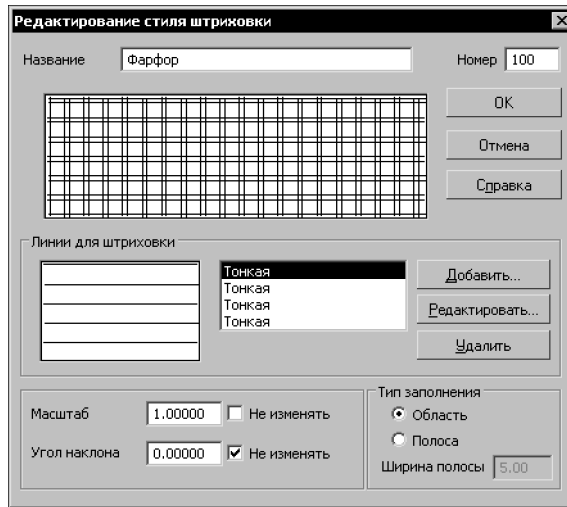 Редактирование стиля штриховки
Название Фарфор Номер 100
OK
Отмена
Справка
Линии для штриховки
Тонкая
Тонкая
Тонкая
Тонкая
Добавить...
Редактировать...
Удалить
Масштаб 1.00000 Не изменять
Угол наклона 0.00000 Не изменять
Тип заполнения
Область
Полоса
Ширина полосы 5.00